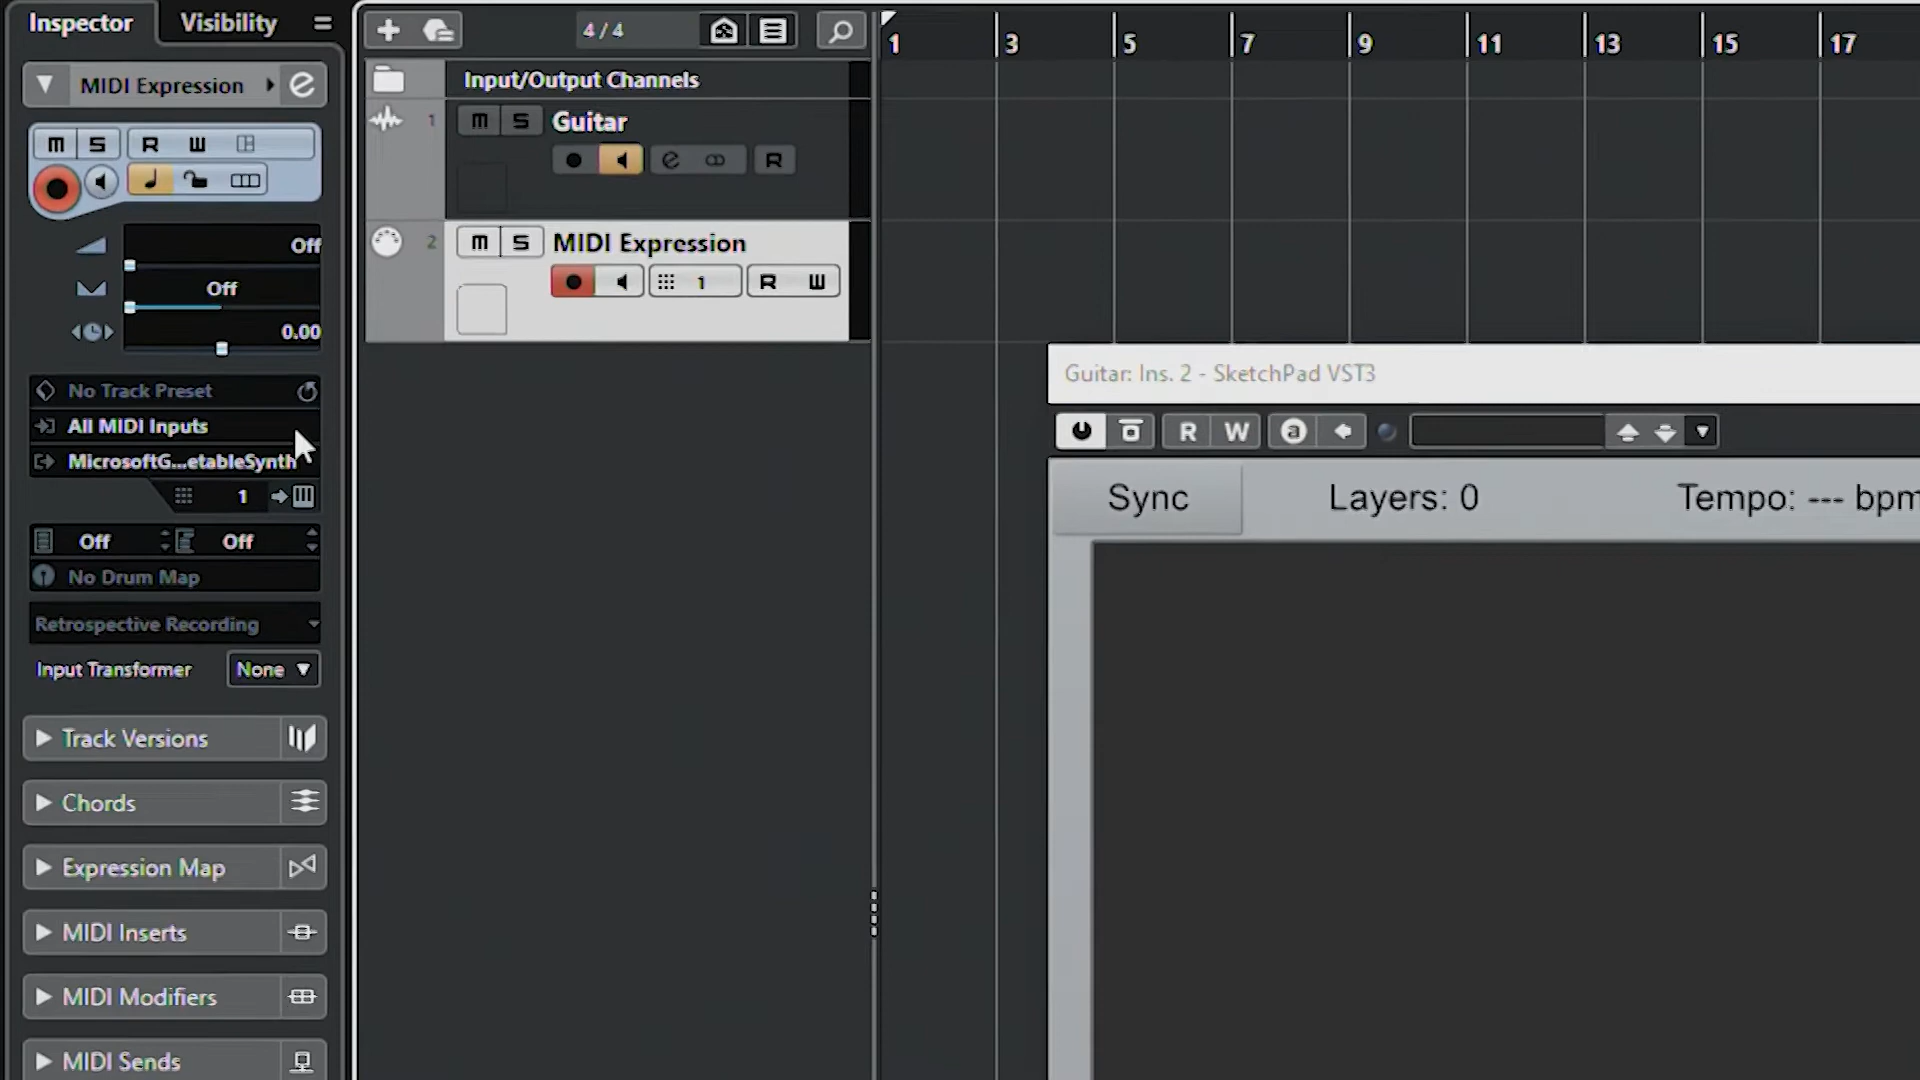 Inspector
Visibility
MIDI Expression
M S R W
Off
Off
0.00
No Track Preset
All MIDI Inputs
MicrosoftG...etableSynth
1
Off
Off
No Drum Map
Retrospective Recording
Input Transformer
None
Track Versions
Chords
Expression Map
MIDI Inserts
MIDI Modifiers
MIDI Sends
4 / 4
Input/Output Channels
1
M S
Guitar
R
2
M S
MIDI Expression
1
R W
1 3 5 7 9 11 13 15 17
Guitar: Ins. 2 - SketchPad VST3
R W
Sync
Layers: 0
Tempo: --- bpm